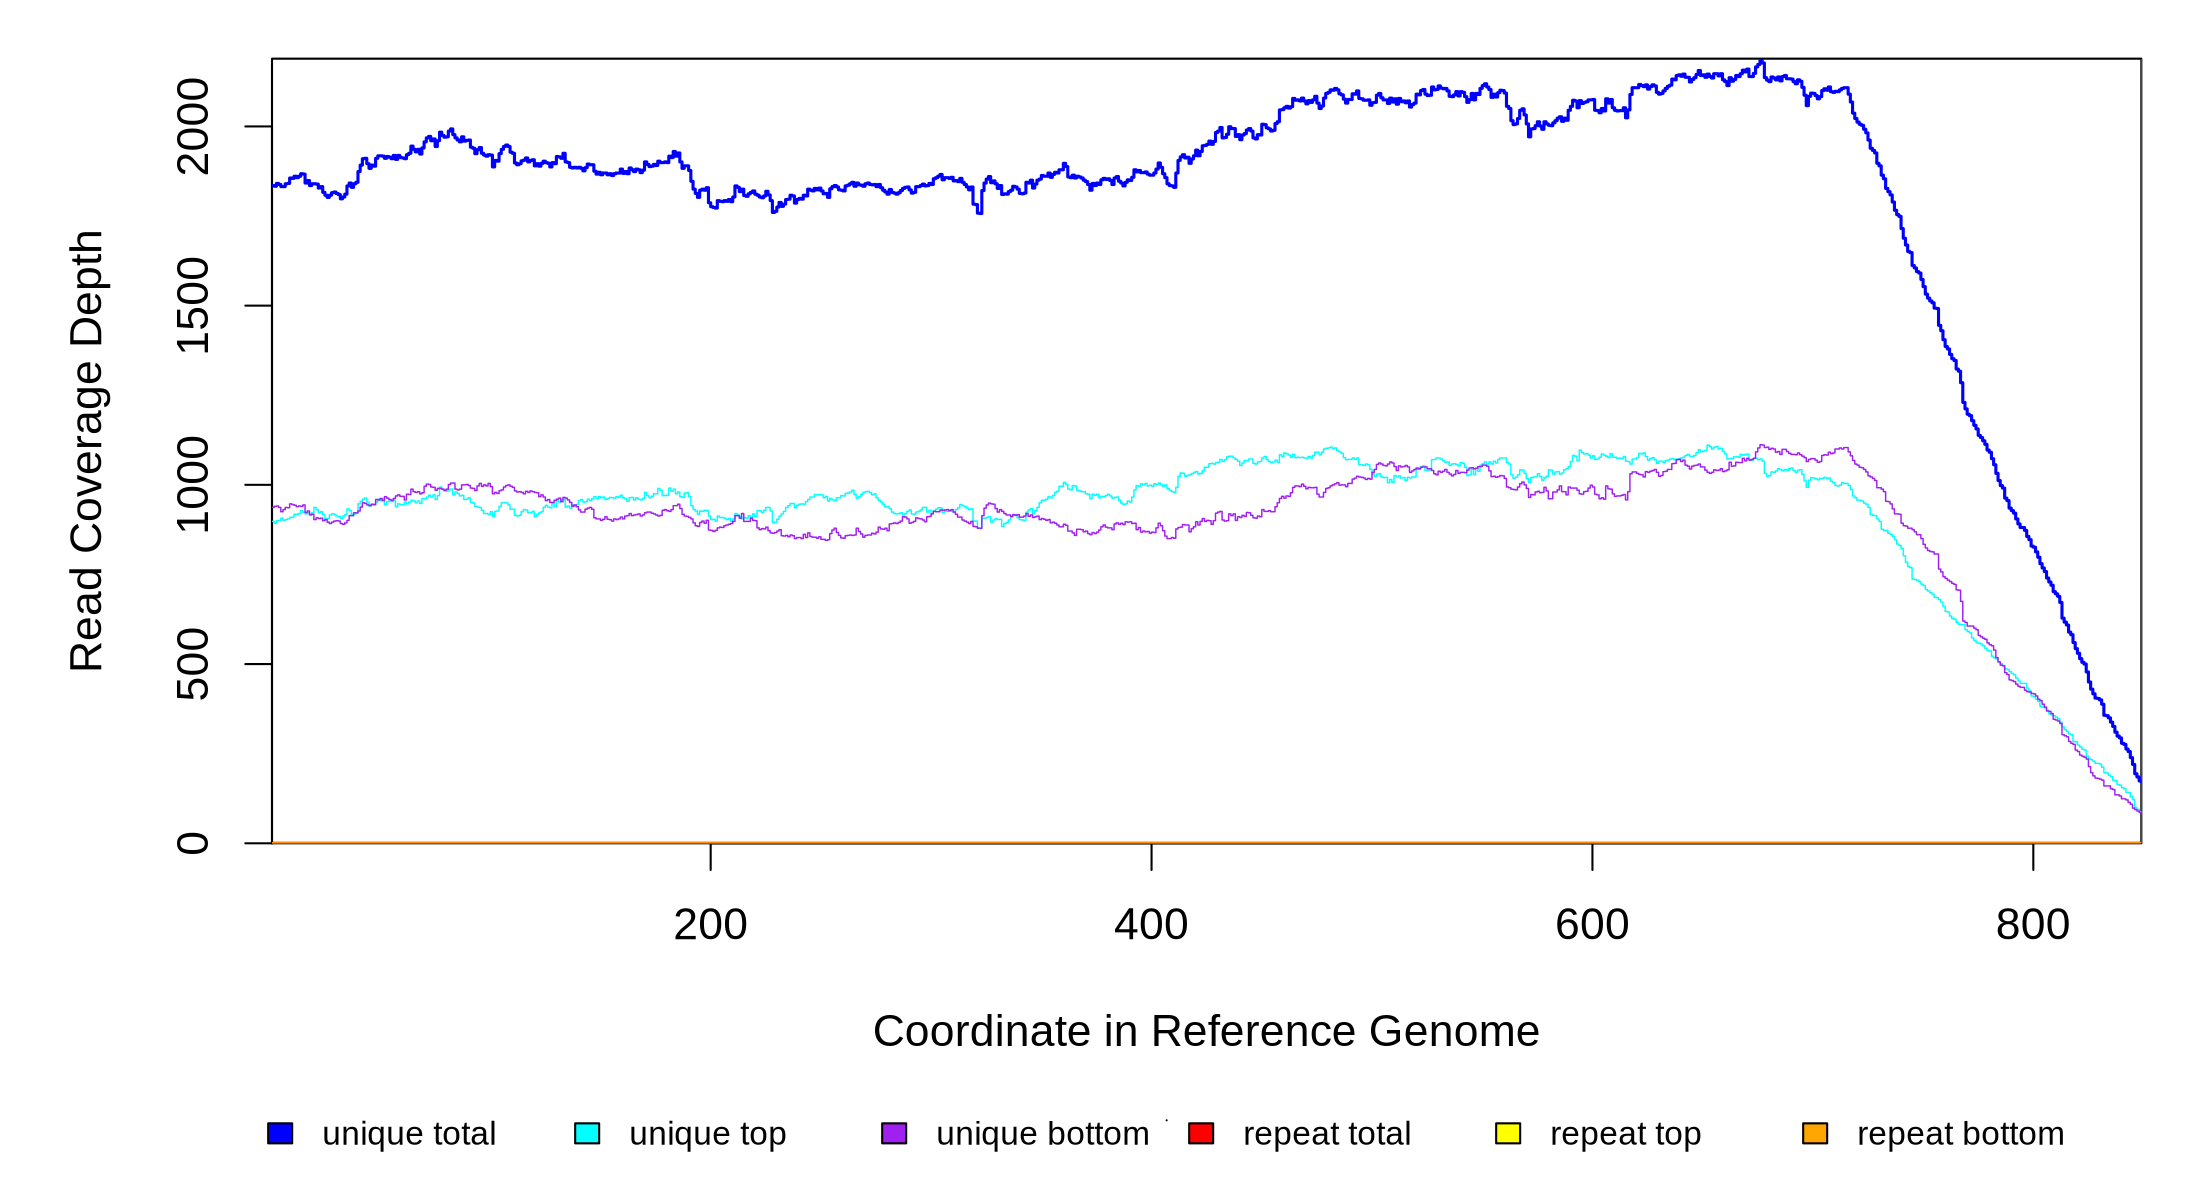 Read Coverage Depth
2000
1500
1000
500
0
200 400 600 800
Coordinate in Reference Genome
unique total unique top unique bottom repeat total repeat top repeat bottom